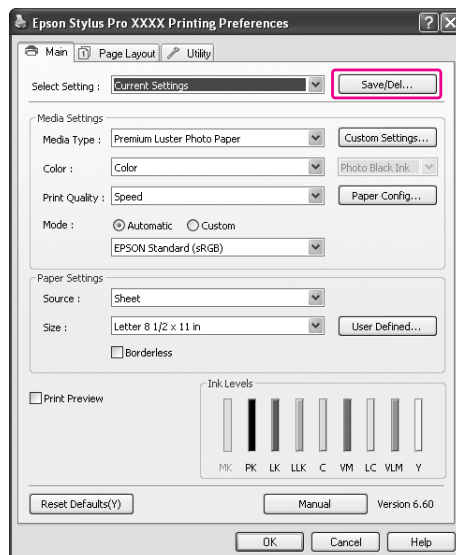 Epson Stylus Pro XXXX Printing Preferences
Main Page Layout Utility
Select Setting : Current Settings Save/Del...
Media Settings
Media Type : Premium Luster Photo Paper Custom Settings...
Color : Color Photo Black Ink
Print Quality : Speed Paper Config...
Mode : Automatic Custom
EPSON Standard (sRGB)
Paper Settings
Source : Sheet
Size : Letter 8 1/2 x 11 in User Defined...
Borderless
Print Preview
Ink Levels
MK PK LK LLK C VM LC VLM Y
Reset Defaults(Y) Manual Version 6.60
OK Cancel Help